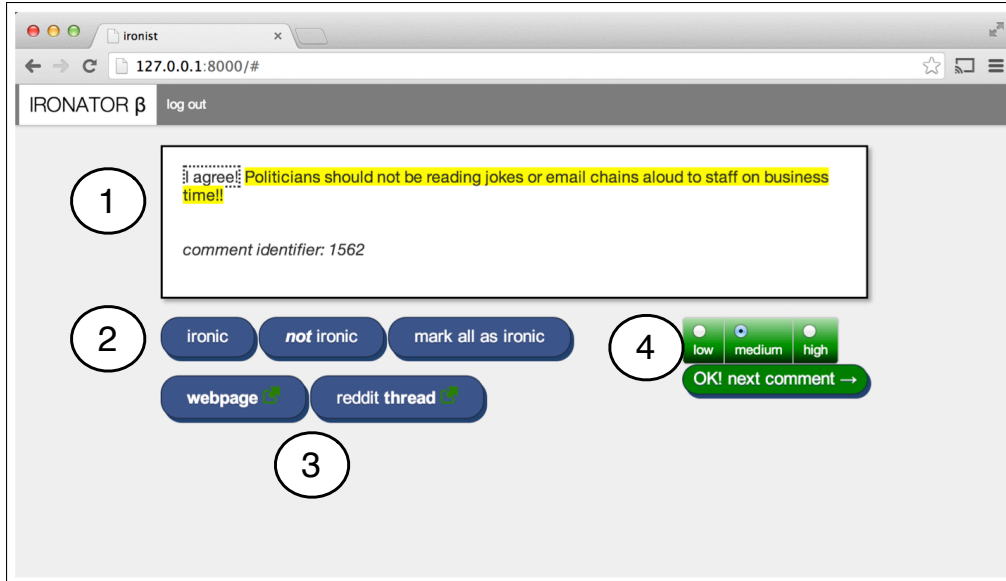 ironist
127.0.0.1:8000/#
IRONATOR β log out
1
I agree! Politicians should not be reading jokes or email chains aloud to staff on business
time!!
comment identifier: 1562
2
ironic not ironic mark all as ironic
4
low medium high
OK! next comment →
webpage reddit thread
3